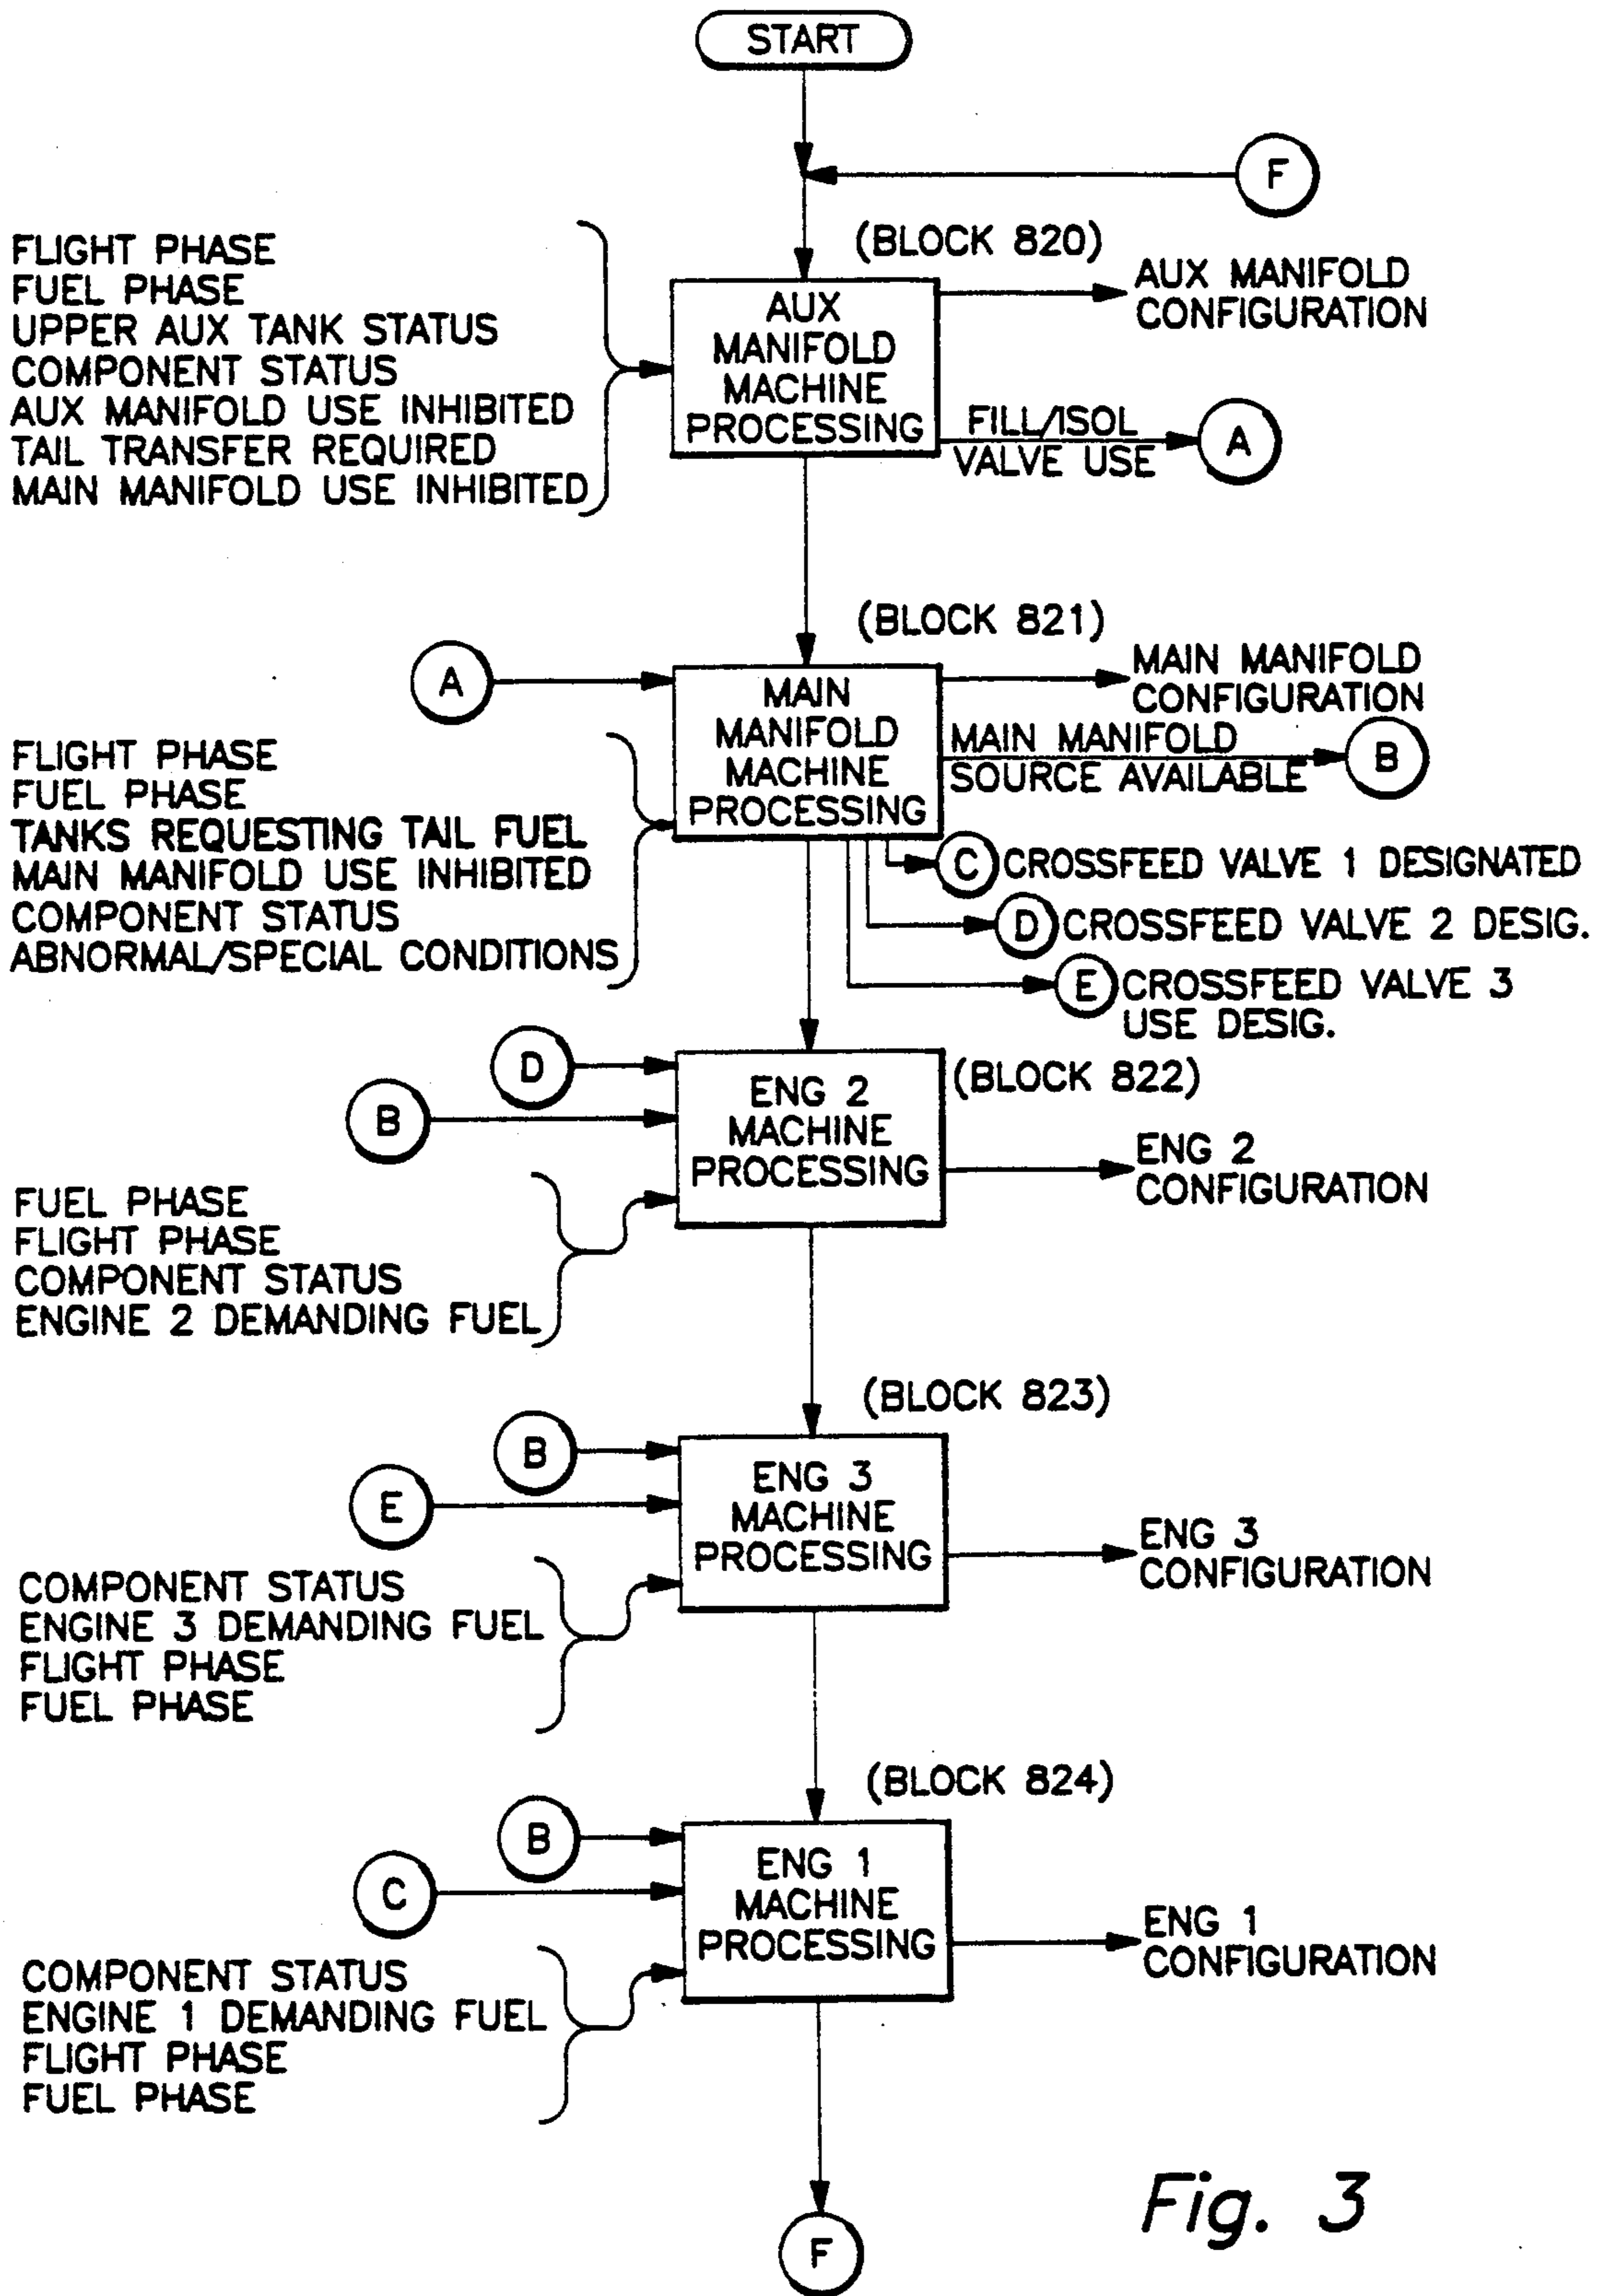 START
F
(BLOCK 820)
FLIGHT PHASE
FUEL PHASE
UPPER AUX TANK STATUS
COMPONENT STATUS
AUX MANIFOLD USE INHIBITED
TAIL TRANSFER REQUIRED
MAIN MANIFOLD USE INHIBITED
AUX
MANIFOLD
MACHINE
PROCESSING
AUX MANIFOLD
CONFIGURATION
FILL/ISOL
VALVE USE
A
(BLOCK 821)
A
FLIGHT PHASE
FUEL PHASE
TANKS REQUESTING TAIL FUEL
MAIN MANIFOLD USE INHIBITED
COMPONENT STATUS
ABNORMAL/SPECIAL CONDITIONS
MAIN
MANIFOLD
MACHINE
PROCESSING
MAIN MANIFOLD
CONFIGURATION
MAIN MANIFOLD
SOURCE AVAILABLE
B
C CROSSFEED VALVE 1 DESIGNATED
D CROSSFEED VALVE 2 DESIG.
E CROSSFEED VALVE 3
USE DESIG.
D
B
(BLOCK 822)
FUEL PHASE
FLIGHT PHASE
COMPONENT STATUS
ENGINE 2 DEMANDING FUEL
ENG 2
MACHINE
PROCESSING
ENG 2
CONFIGURATION
(BLOCK 823)
B
E
COMPONENT STATUS
ENGINE 3 DEMANDING FUEL
FLIGHT PHASE
FUEL PHASE
ENG 3
MACHINE
PROCESSING
ENG 3
CONFIGURATION
(BLOCK 824)
B
C
COMPONENT STATUS
ENGINE 1 DEMANDING FUEL
FLIGHT PHASE
FUEL PHASE
ENG 1
MACHINE
PROCESSING
ENG 1
CONFIGURATION
F
Fig. 3